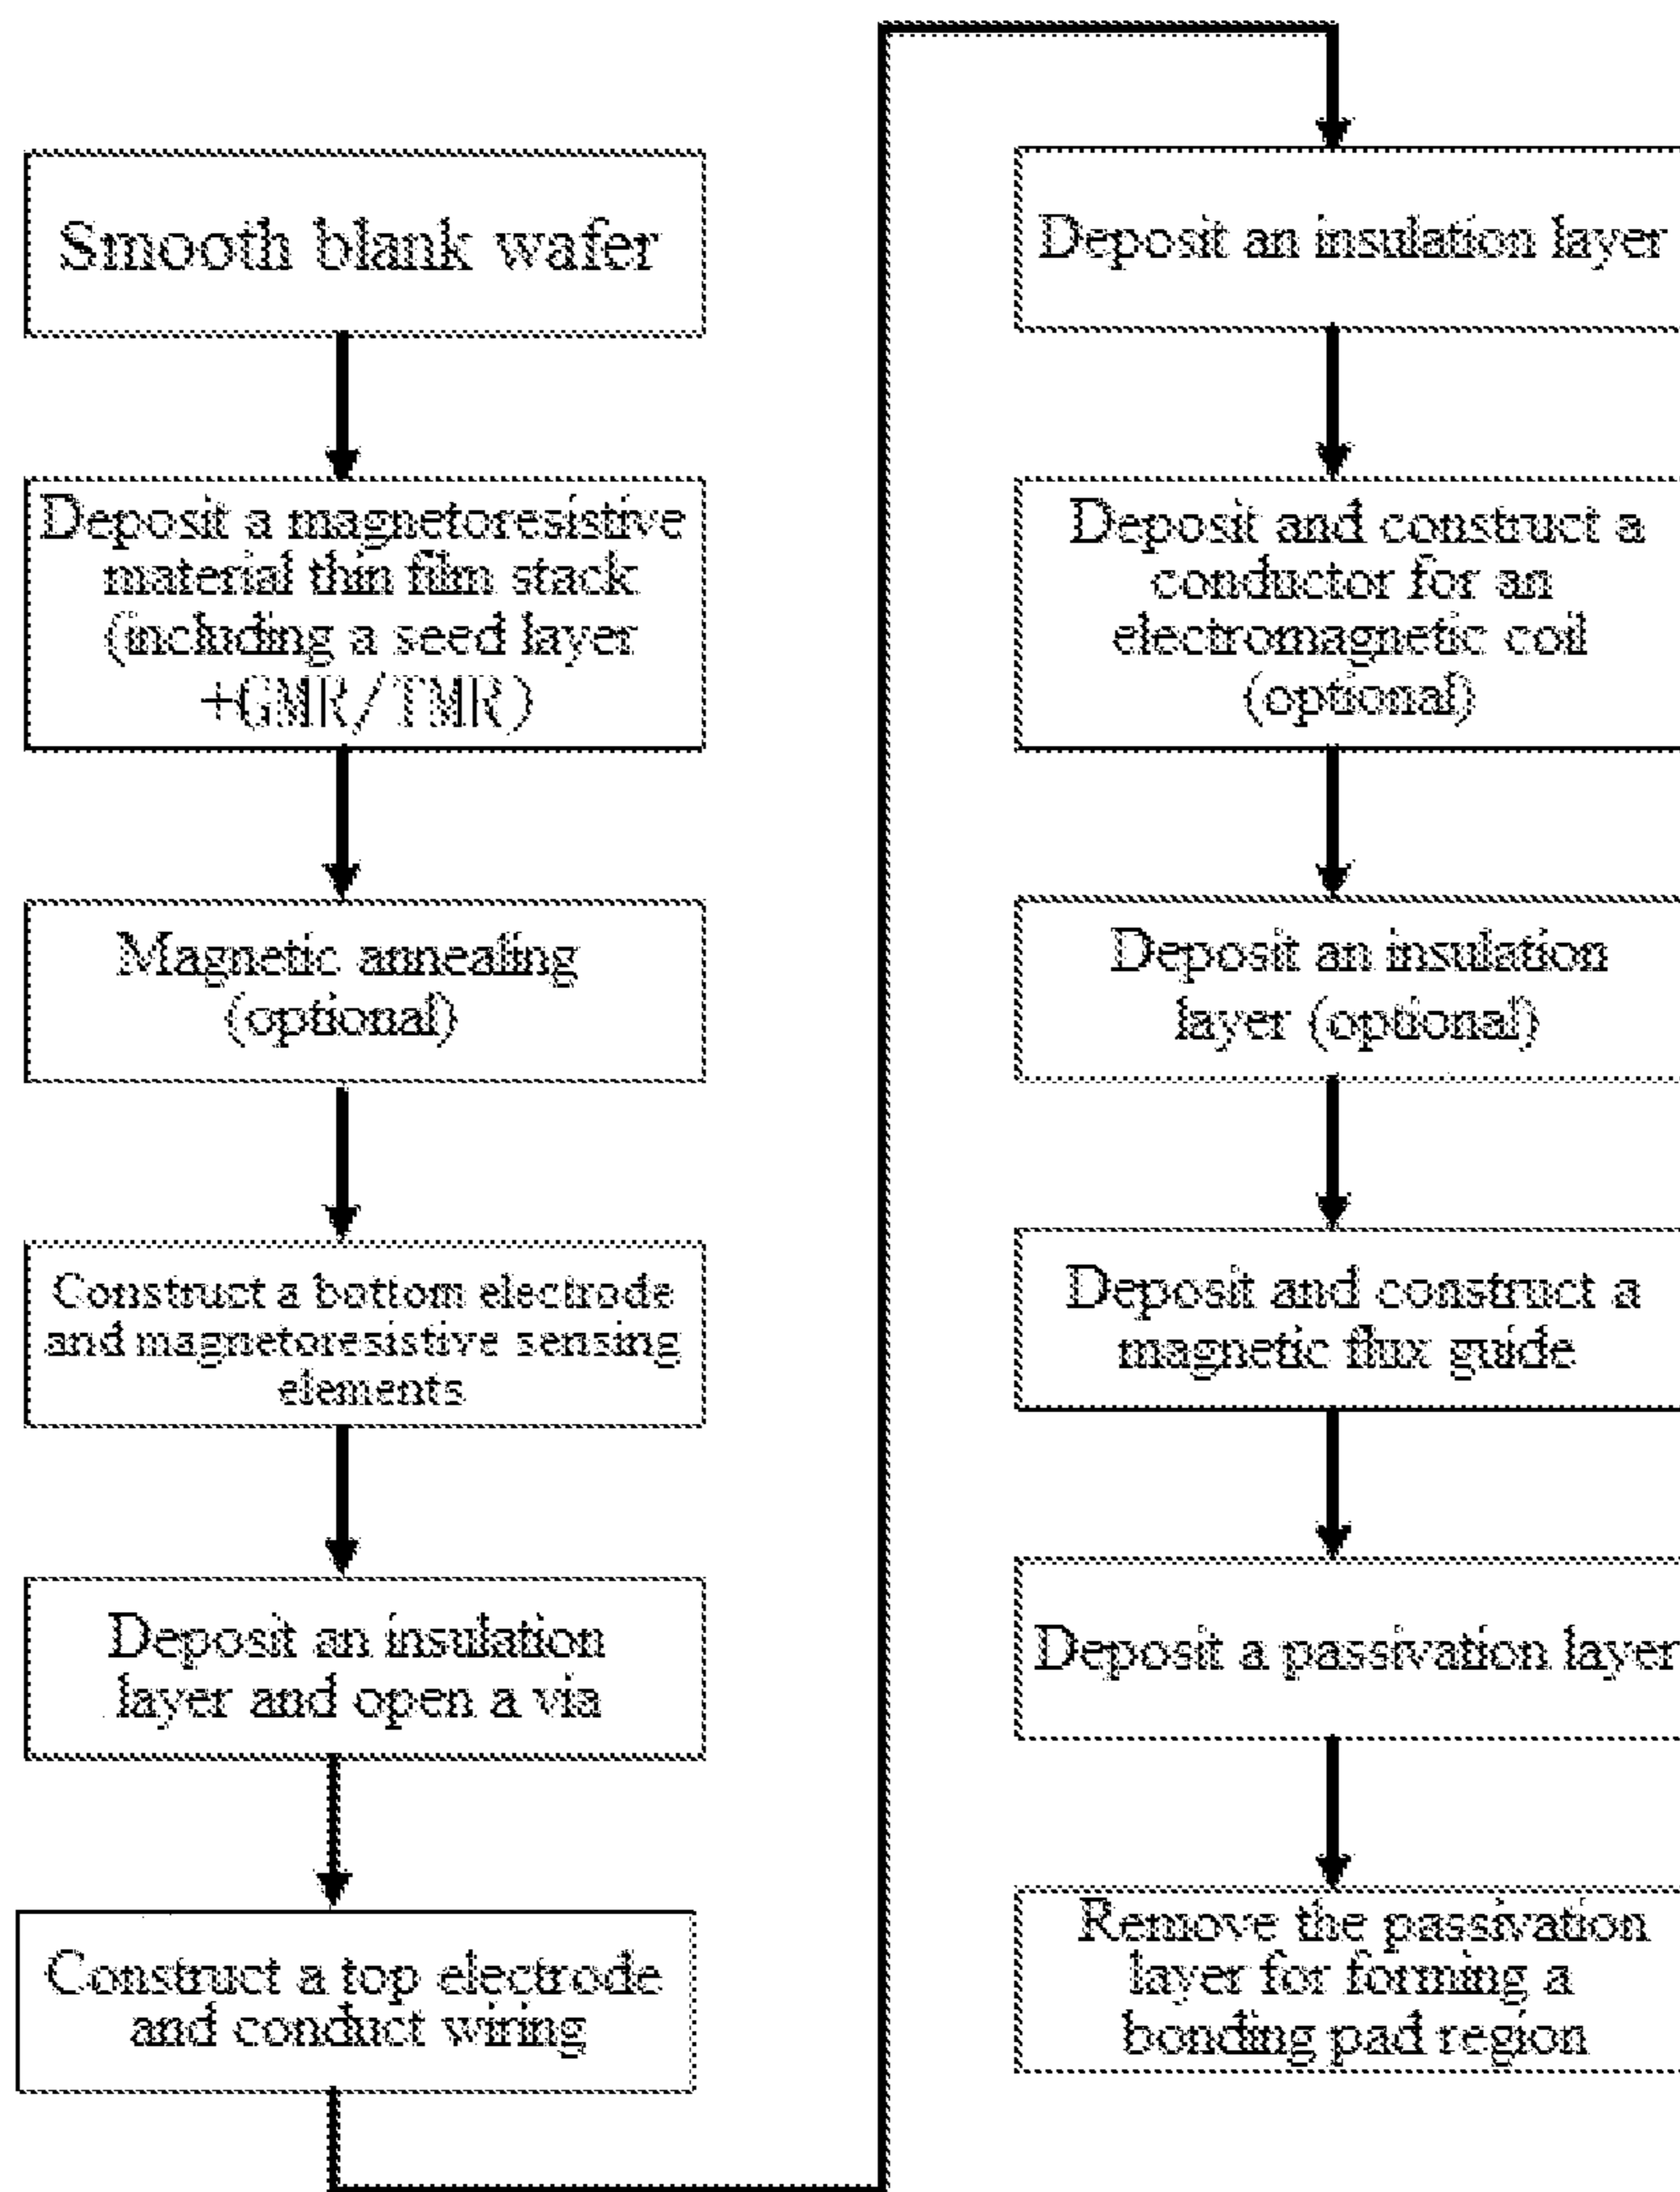 Smooth blank wafer
Deposit a magnetoresistive
material thin film stack
(including a seed layer
+GMR/TMR)
Magnetic annealing
(optional)
Construct a bottom electrode
and magnetoresistive sensing
elements
Deposit an insulation
layer and open a via
Construct a top electrode
and conduct wiring
Deposit an insulation layer
Deposit and construct a
conductor for an
electromagnetic coil
(optional)
Deposit an insulation
layer (optional)
Deposit and construct a
magnetic flux guide
Deposit a passivation layer
Remove the passivation
layer for forming a
bonding pad region